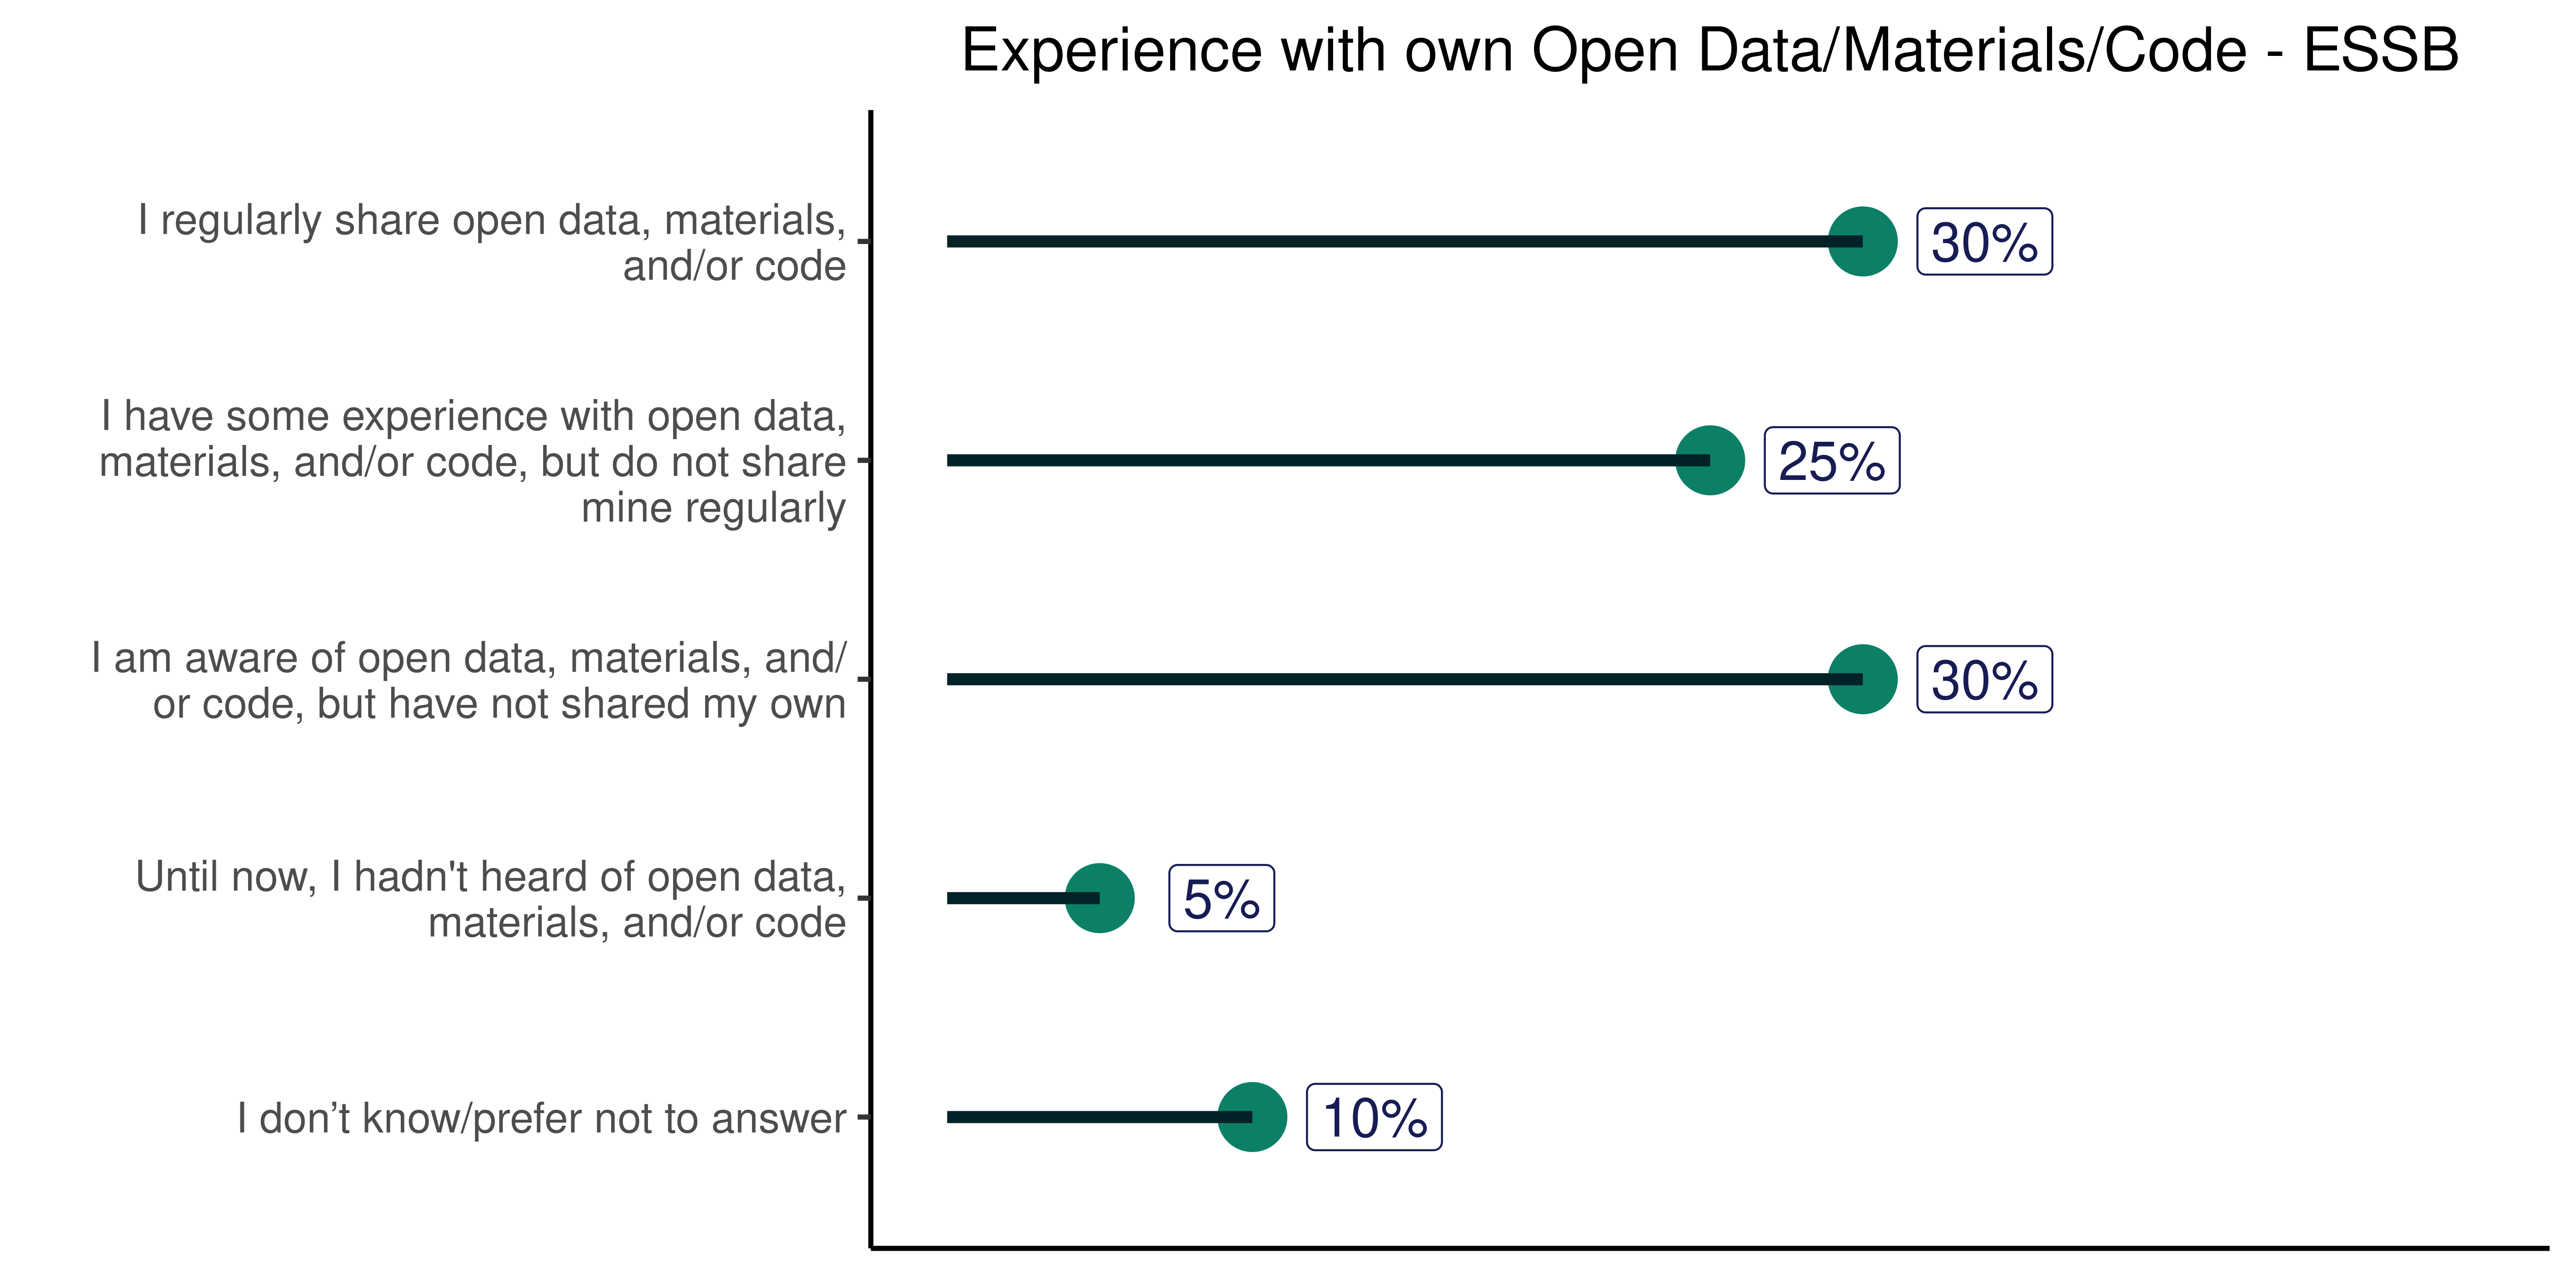 Experience with own Open Data/Materials/Code - ESSB
I regularly share open data, materials,
and/or code
30%
I have some experience with open data,
materials, and/or code, but do not share
mine regularly
25%
I am aware of open data, materials, and/
or code, but have not shared my own
30%
Until now, I hadn't heard of open data,
materials, and/or code
5%
I don’t know/prefer not to answer
10%